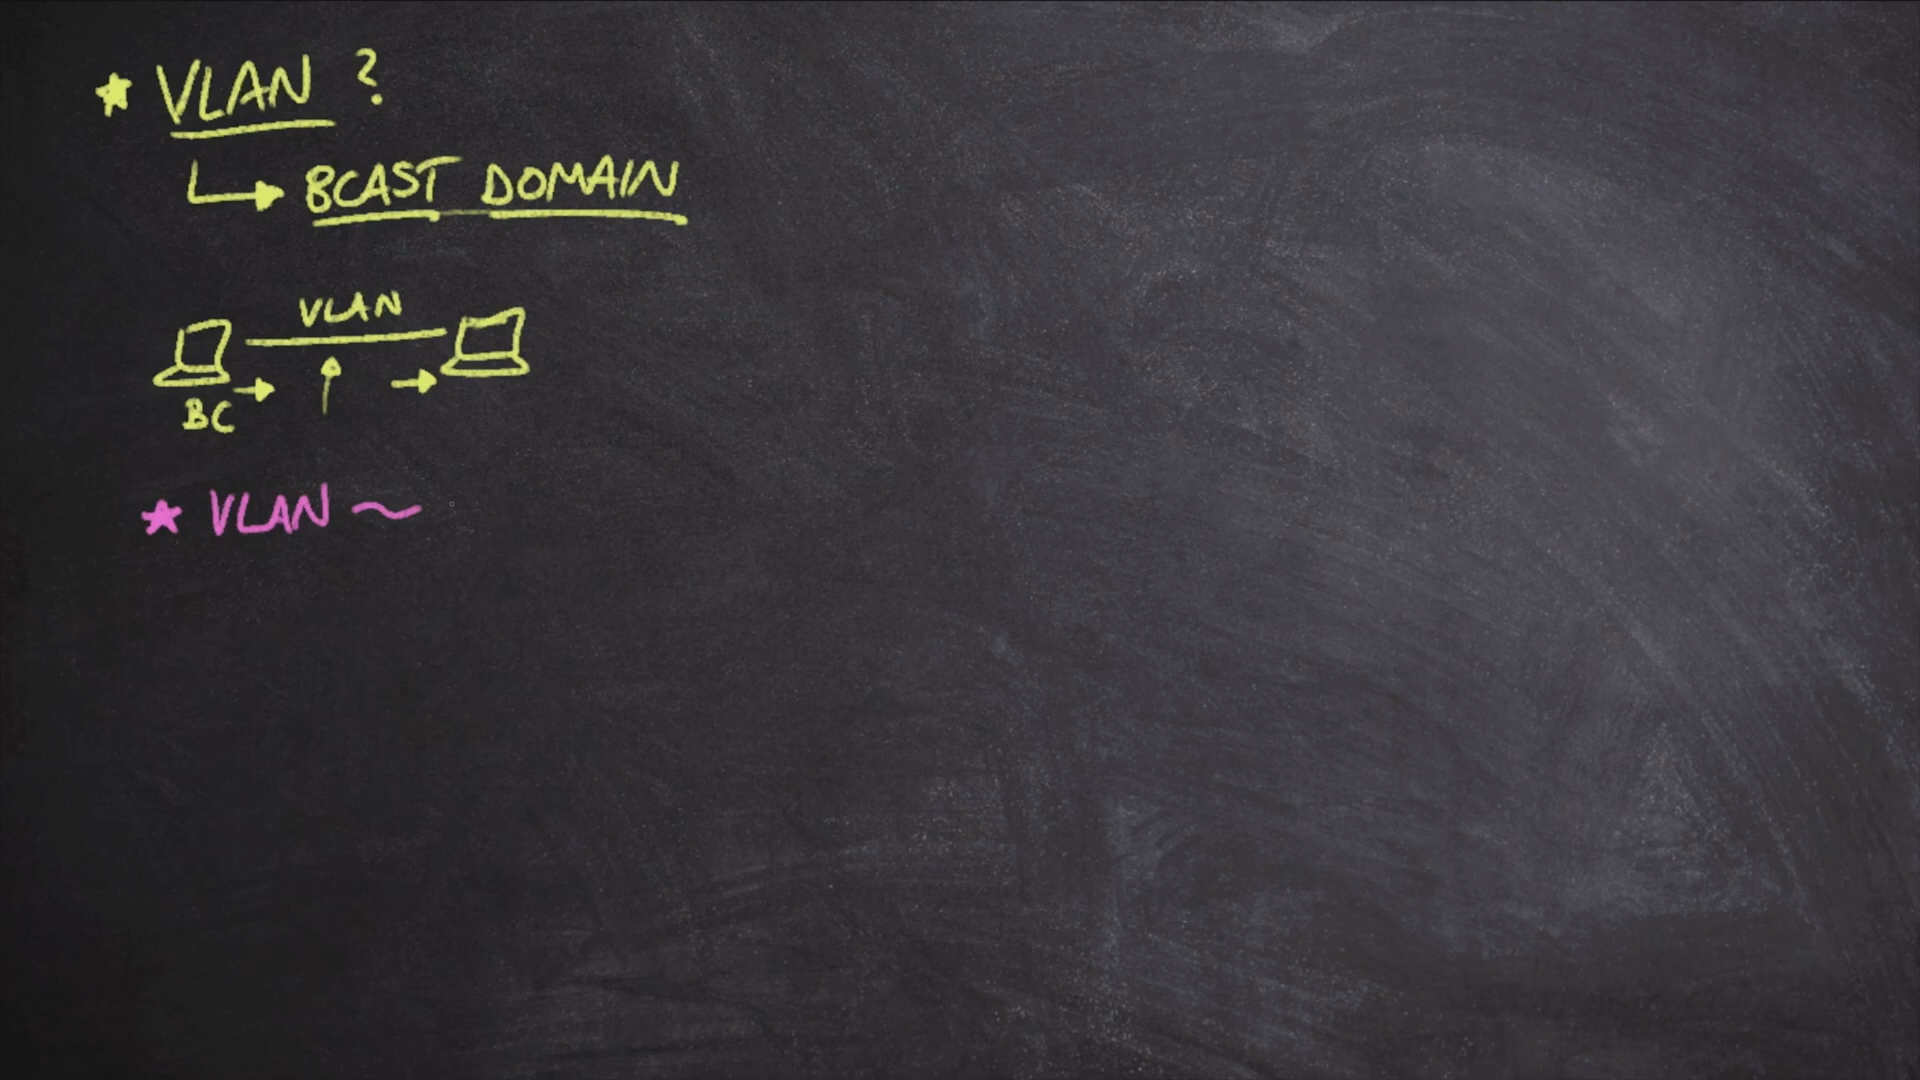 ★ VLAN ?
↳ BCAST DOMAIN
VLAN
BC
★ VLAN ~